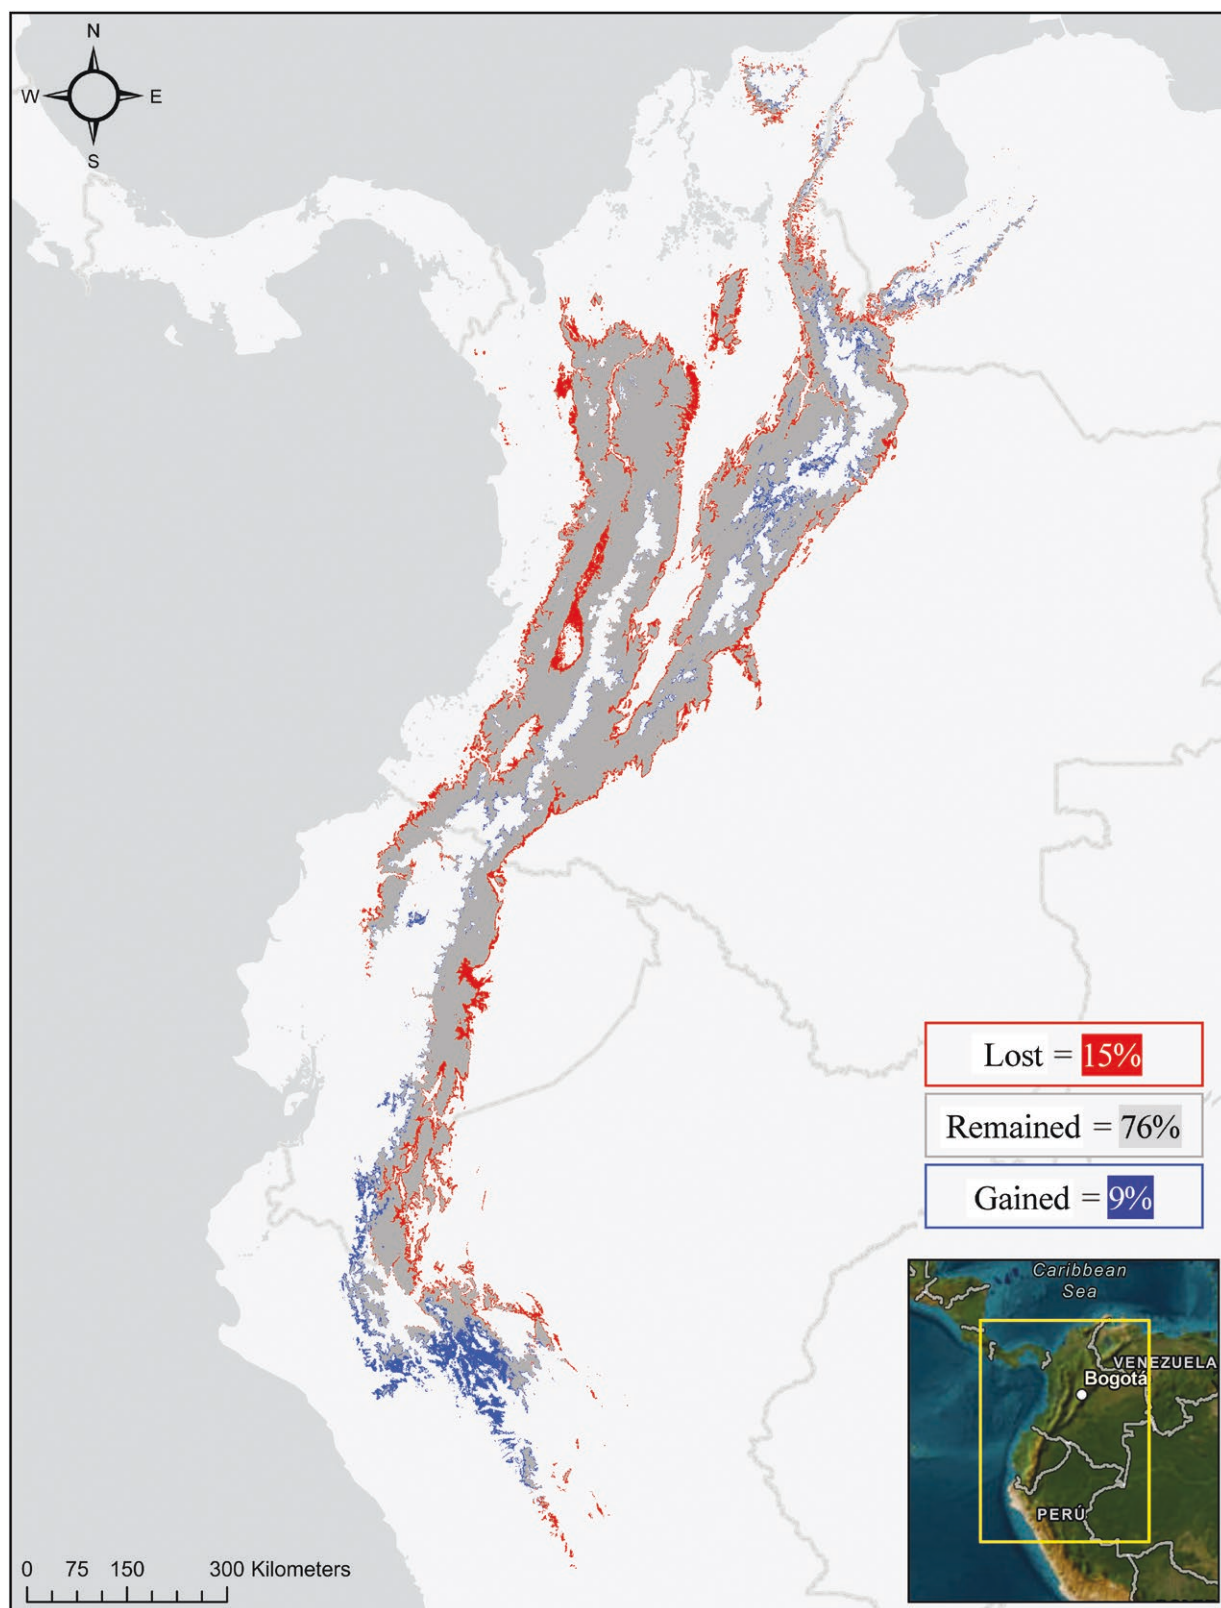 N
W
E
S
Lost = 15%
Remained = 76%
Gained = 9%
Caribbean
Sea
VENEZUELA
Bogotá
PERÚ
0 75 150 300 Kilometers